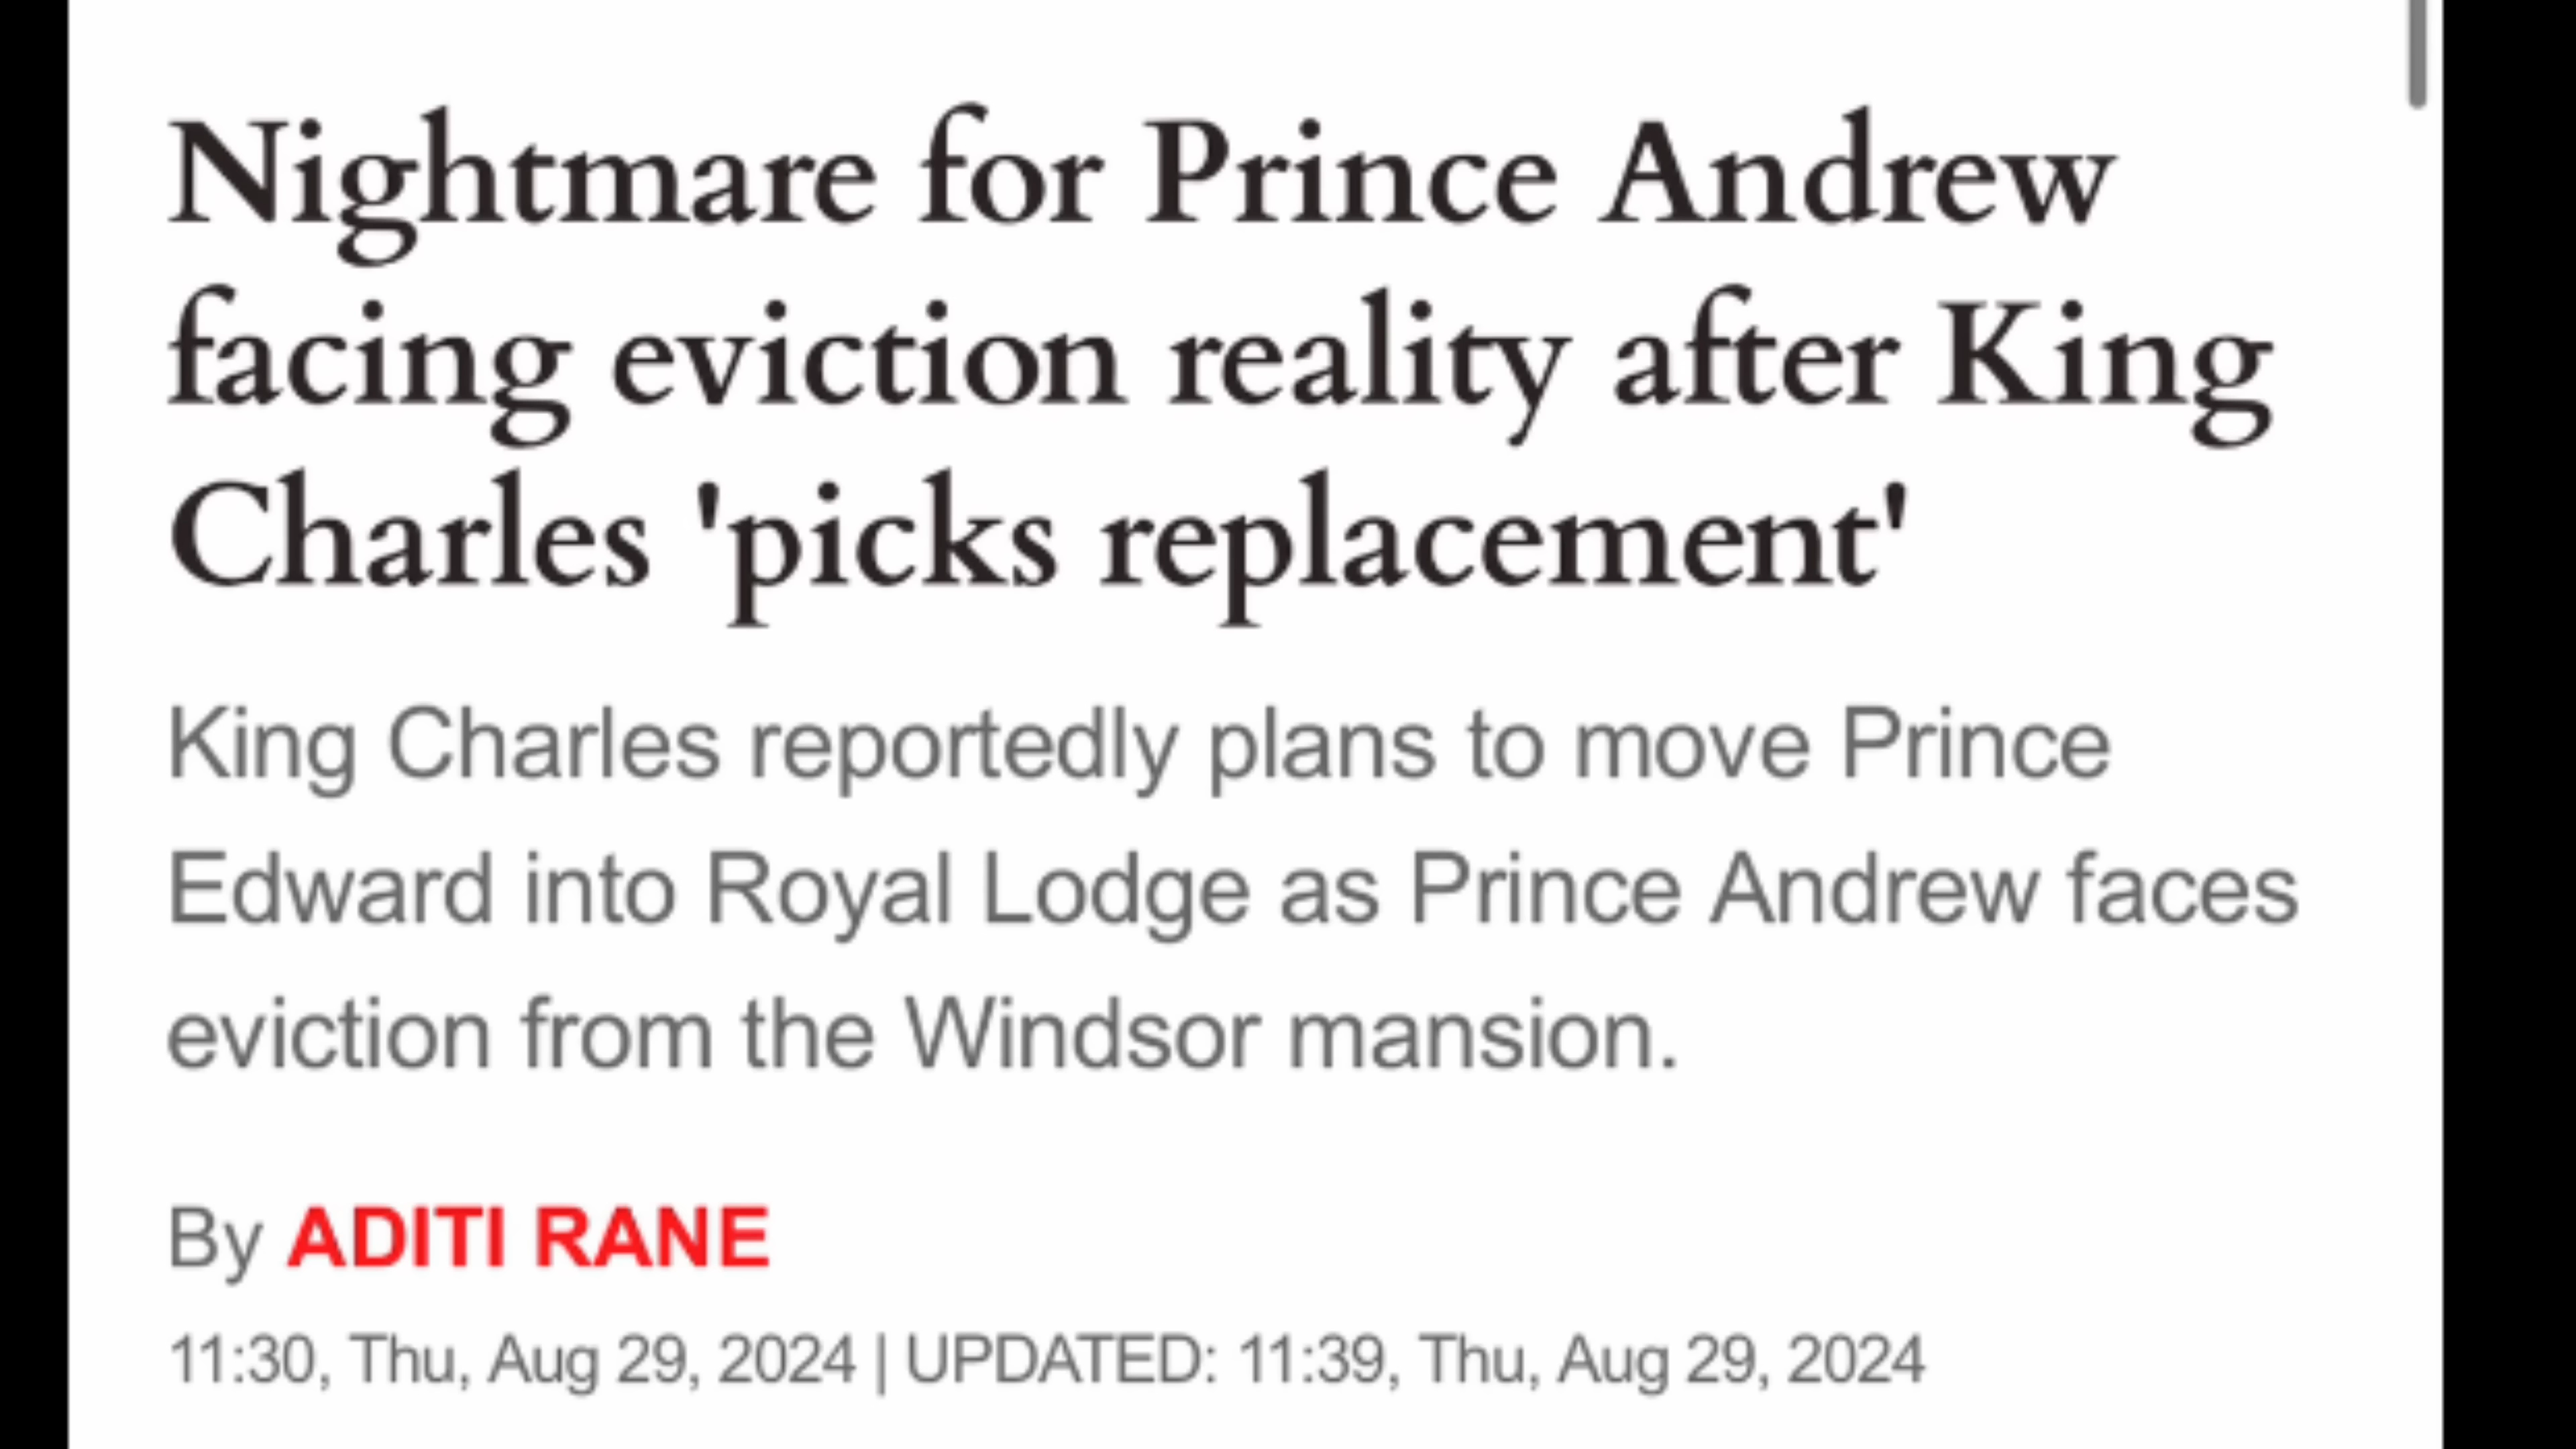 Nightmare for Prince Andrew
facing eviction reality after King
Charles 'picks replacement'
King Charles reportedly plans to move Prince
Edward into Royal Lodge as Prince Andrew faces
eviction from the Windsor mansion.
By ADITI RANE
11:30, Thu, Aug 29, 2024 | UPDATED: 11:39, Thu, Aug 29, 2024